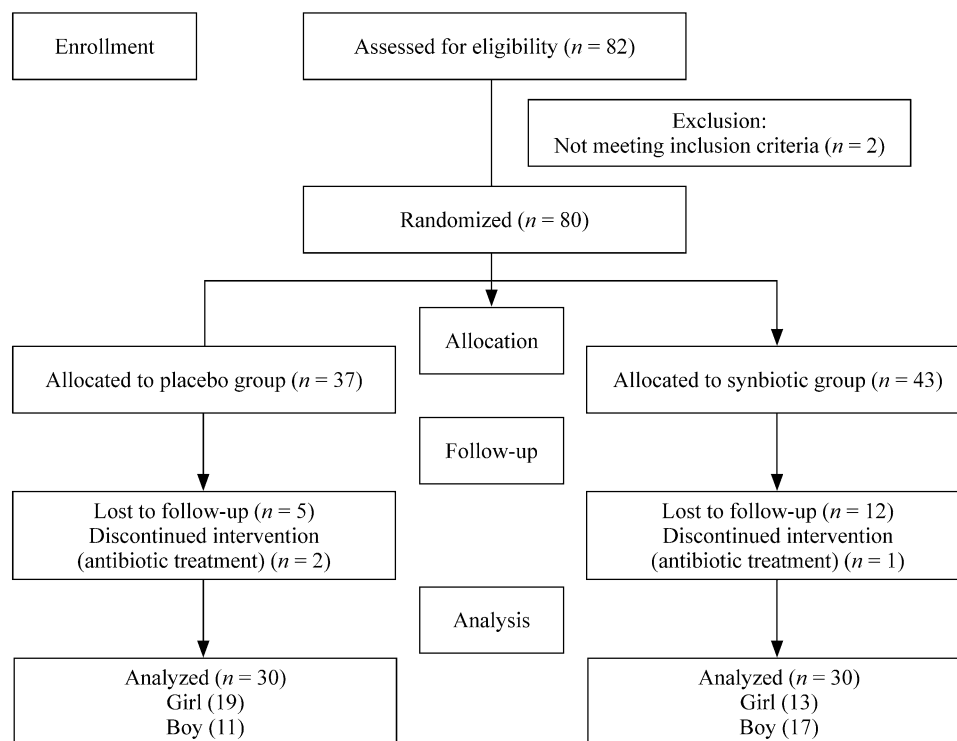 Enrollment
Assessed for eligibility (n = 82)
Exclusion:
Not meeting inclusion criteria (n = 2)
Randomized (n = 80)
Allocation
Allocated to placebo group (n = 37)
Allocated to synbiotic group (n = 43)
Follow-up
Lost to follow-up (n = 5)
Discontinued intervention
(antibiotic treatment) (n = 2)
Lost to follow-up (n = 12)
Discontinued intervention
(antibiotic treatment) (n = 1)
Analysis
Analyzed (n = 30)
Girl (19)
Boy (11)
Analyzed (n = 30)
Girl (13)
Boy (17)